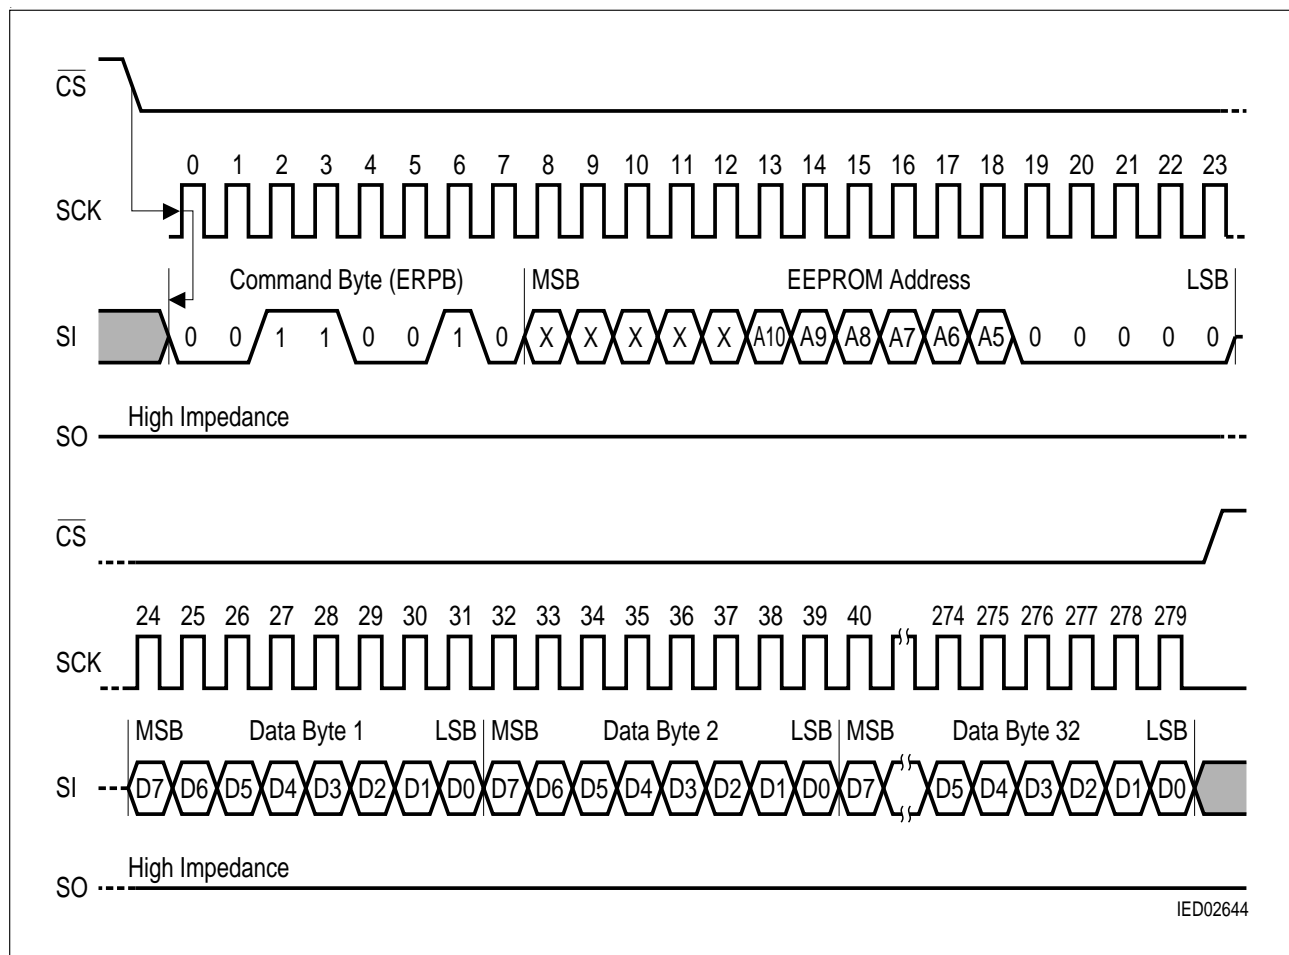 CS
0 1 2 3 4 5 6 7 8 9 10 11 12 13 14 15 16 17 18 19 20 21 22 23
SCK
Command Byte (ERPB) MSB EEPROM Address LSB
SI 0 0 1 1 0 0 1 0 X X X X X A10 A9 A8 A7 A6 A5 0 0 0 0 0
High Impedance
SO
CS
24 25 26 27 28 29 30 31 32 33 34 35 36 37 38 39 40 274 275 276 277 278 279
SCK
MSB Data Byte 1 LSB MSB Data Byte 2 LSB MSB Data Byte 32 LSB
SI D7 D6 D5 D4 D3 D2 D1 D0 D7 D6 D5 D4 D3 D2 D1 D0 D7 D5 D4 D3 D2 D1 D0
High Impedance
SO
IED02644